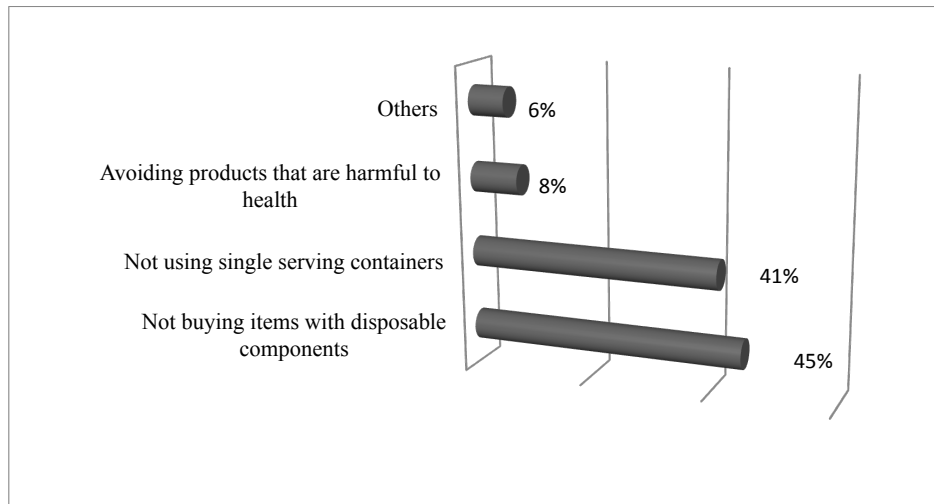 Others
6%
Avoiding products that are harmful to
health
8%
Not using single serving containers
41%
Not buying items with disposable
components
45%